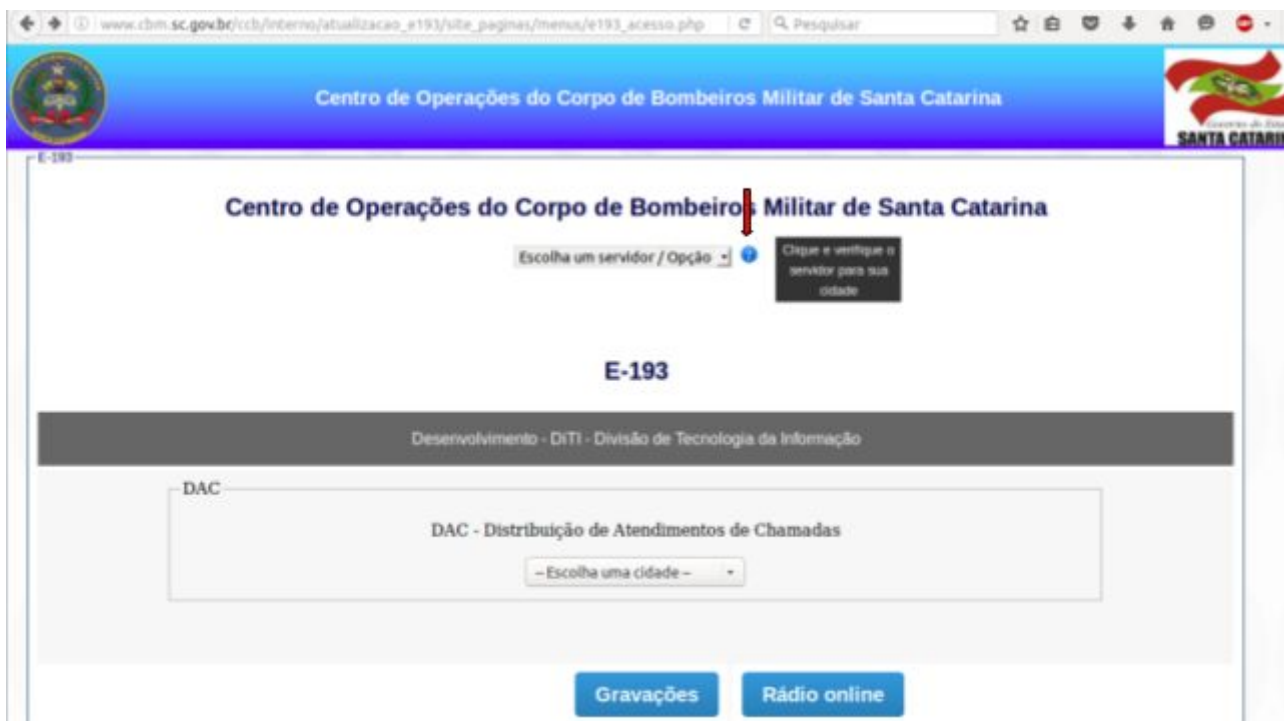 www.cbm.sc.gov.br/ccb/interno/atualizacao_e193/site_paginas/menus/e193_acesso.php
Pesquisar
Centro de Operações do Corpo de Bombeiros Militar de Santa Catarina
SANTA CATARI
E-193
Centro de Operações do Corpo de Bombeiros Militar de Santa Catarina
Escolha um servidor / Opção
?
Clique e verifique o
servidor para sua
cidade
E-193
Desenvolvimento - DiTI - Divisão de Tecnologia da Informação
DAC
DAC - Distribuição de Atendimentos de Chamadas
--Escolha uma cidade--
Gravações
Rádio online